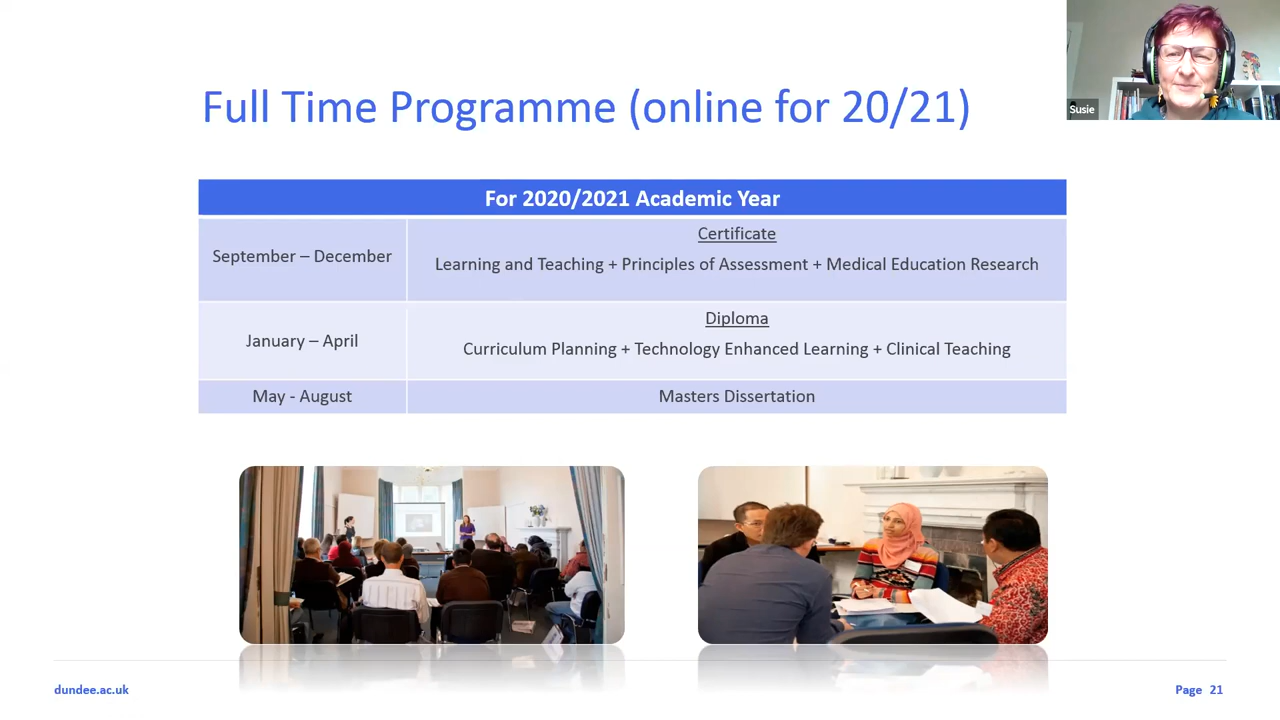 Susie
Full Time Programme (online for 20/21)
For 2020/2021 Academic Year
September – December
Certificate
Learning and Teaching + Principles of Assessment + Medical Education Research
January – April
Diploma
Curriculum Planning + Technology Enhanced Learning + Clinical Teaching
May - August
Masters Dissertation
dundee.ac.uk
Page 21